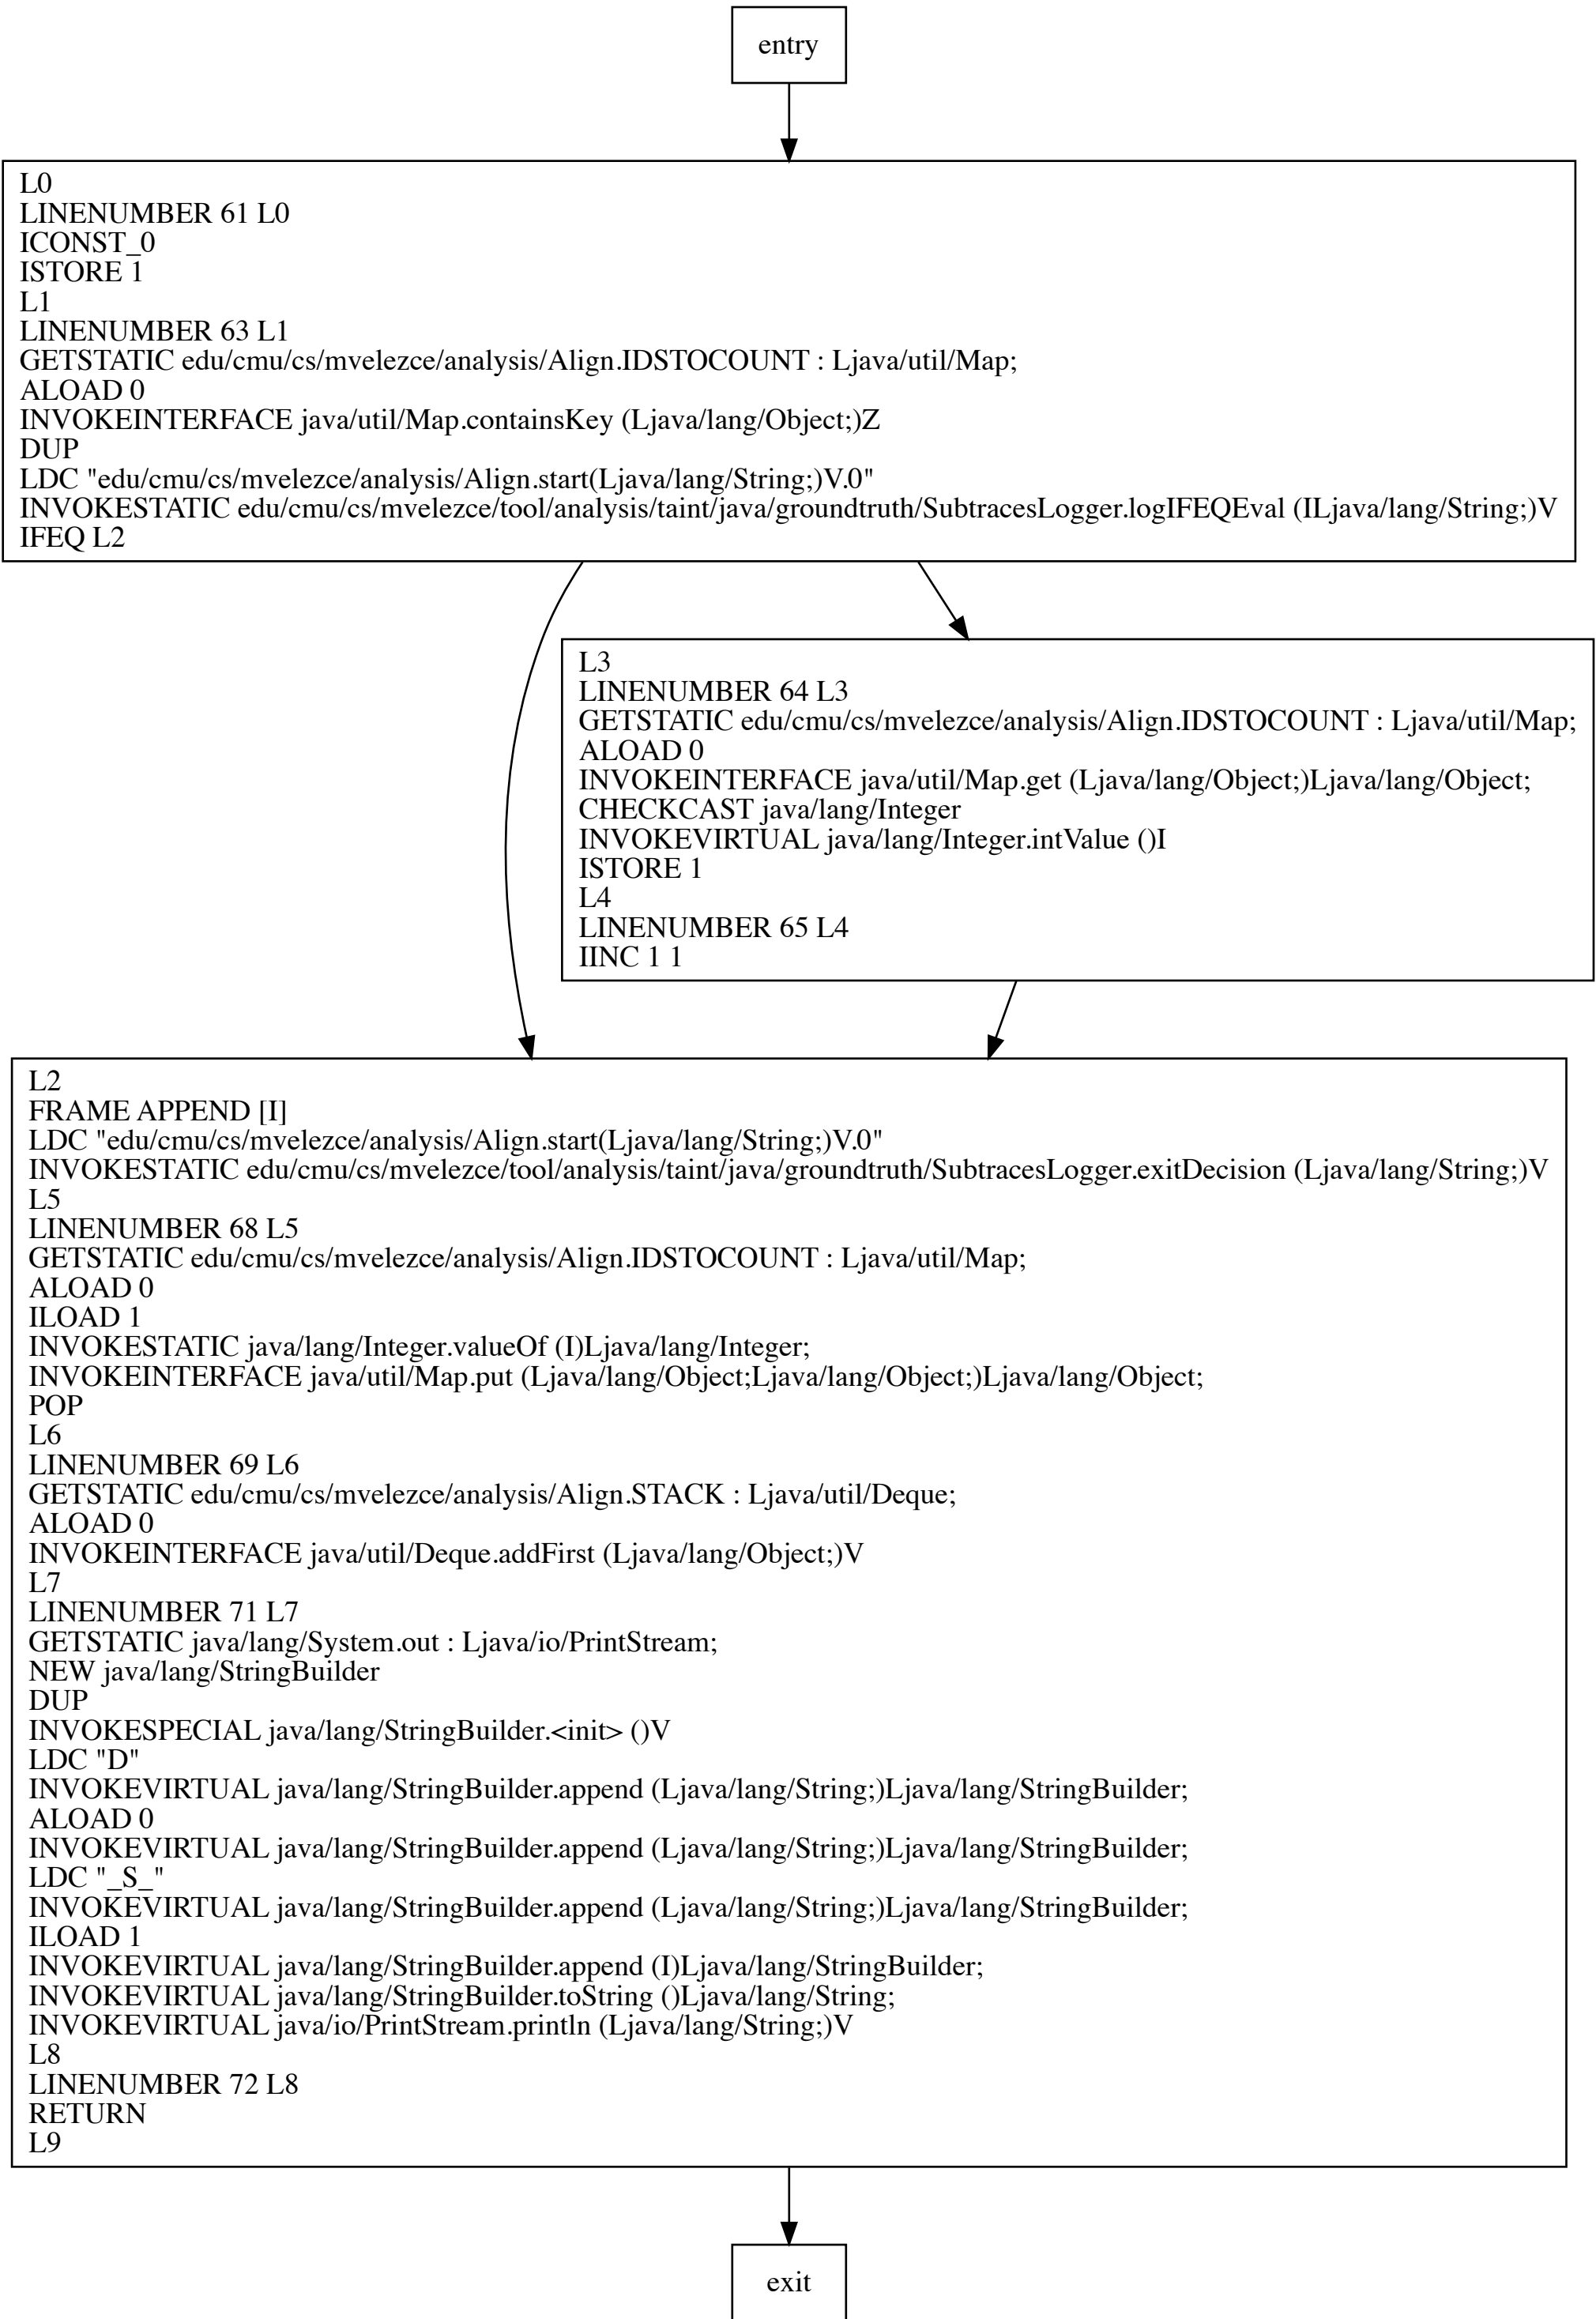 entry
L0
LINENUMBER 61 L0
ICONST_0
ISTORE 1
L1
LINENUMBER 63 L1
GETSTATIC edu/cmu/cs/mvelezce/analysis/Align.IDSTOCOUNT : Ljava/util/Map;
ALOAD 0
INVOKEINTERFACE java/util/Map.containsKey (Ljava/lang/Object;)Z
DUP
LDC "edu/cmu/cs/mvelezce/analysis/Align.start(Ljava/lang/String;)V.0"
INVOKESTATIC edu/cmu/cs/mvelezce/tool/analysis/taint/java/groundtruth/SubtracesLogger.logIFEQEval (ILjava/lang/String;)V
IFEQ L2
L3
LINENUMBER 64 L3
GETSTATIC edu/cmu/cs/mvelezce/analysis/Align.IDSTOCOUNT : Ljava/util/Map;
ALOAD 0
INVOKEINTERFACE java/util/Map.get (Ljava/lang/Object;)Ljava/lang/Object;
CHECKCAST java/lang/Integer
INVOKEVIRTUAL java/lang/Integer.intValue ()I
ISTORE 1
L4
LINENUMBER 65 L4
IINC 1 1
L2
FRAME APPEND [I]
LDC "edu/cmu/cs/mvelezce/analysis/Align.start(Ljava/lang/String;)V.0"
INVOKESTATIC edu/cmu/cs/mvelezce/tool/analysis/taint/java/groundtruth/SubtracesLogger.exitDecision (Ljava/lang/String;)V
L5
LINENUMBER 68 L5
GETSTATIC edu/cmu/cs/mvelezce/analysis/Align.IDSTOCOUNT : Ljava/util/Map;
ALOAD 0
ILOAD 1
INVOKESTATIC java/lang/Integer.valueOf (I)Ljava/lang/Integer;
INVOKEINTERFACE java/util/Map.put (Ljava/lang/Object;Ljava/lang/Object;)Ljava/lang/Object;
POP
L6
LINENUMBER 69 L6
GETSTATIC edu/cmu/cs/mvelezce/analysis/Align.STACK : Ljava/util/Deque;
ALOAD 0
INVOKEINTERFACE java/util/Deque.addFirst (Ljava/lang/Object;)V
L7
LINENUMBER 71 L7
GETSTATIC java/lang/System.out : Ljava/io/PrintStream;
NEW java/lang/StringBuilder
DUP
INVOKESPECIAL java/lang/StringBuilder.<init> ()V
LDC "D"
INVOKEVIRTUAL java/lang/StringBuilder.append (Ljava/lang/String;)Ljava/lang/StringBuilder;
ALOAD 0
INVOKEVIRTUAL java/lang/StringBuilder.append (Ljava/lang/String;)Ljava/lang/StringBuilder;
LDC "_S_"
INVOKEVIRTUAL java/lang/StringBuilder.append (Ljava/lang/String;)Ljava/lang/StringBuilder;
ILOAD 1
INVOKEVIRTUAL java/lang/StringBuilder.append (I)Ljava/lang/StringBuilder;
INVOKEVIRTUAL java/lang/StringBuilder.toString ()Ljava/lang/String;
INVOKEVIRTUAL java/io/PrintStream.println (Ljava/lang/String;)V
L8
LINENUMBER 72 L8
RETURN
L9
exit